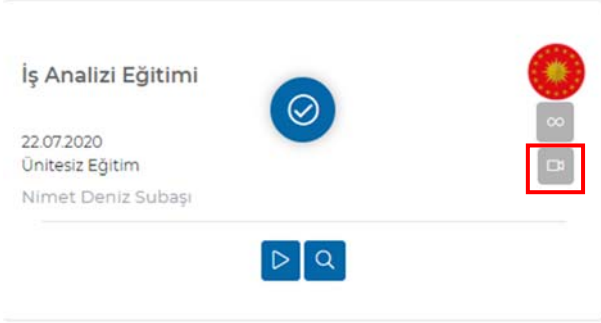 İş Analizi Eğitimi
22.07.2020
Ünitesiz Eğitim
Nimet Deniz Subaşı